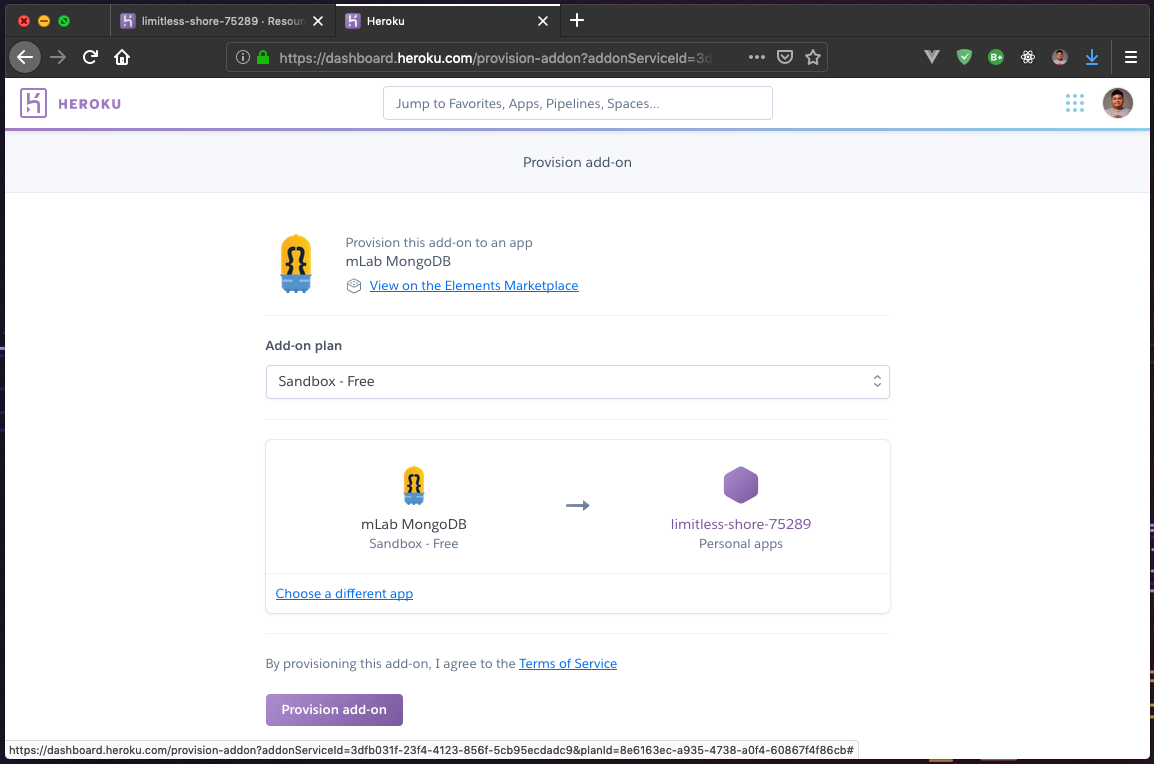 limitless-shore-75289 · Resour
Heroku
https://dashboard.heroku.com/provision-addon?addonServiceId=3d
B+
HEROKU
Jump to Favorites, Apps, Pipelines, Spaces...
Provision add-on
Provision this add-on to an app
mLab MongoDB
View on the Elements Marketplace
Add-on plan
Sandbox - Free
mLab MongoDB
Sandbox - Free
limitless-shore-75289
Personal apps
Choose a different app
By provisioning this add-on, I agree to the Terms of Service
Provision add-on
https://dashboard.heroku.com/provision-addon?addonServiceId=3dfb031f-23f4-4123-856f-5cb95ecdadc9&planId=8e6163ec-a935-4738-a0f4-60867f4f86cb#